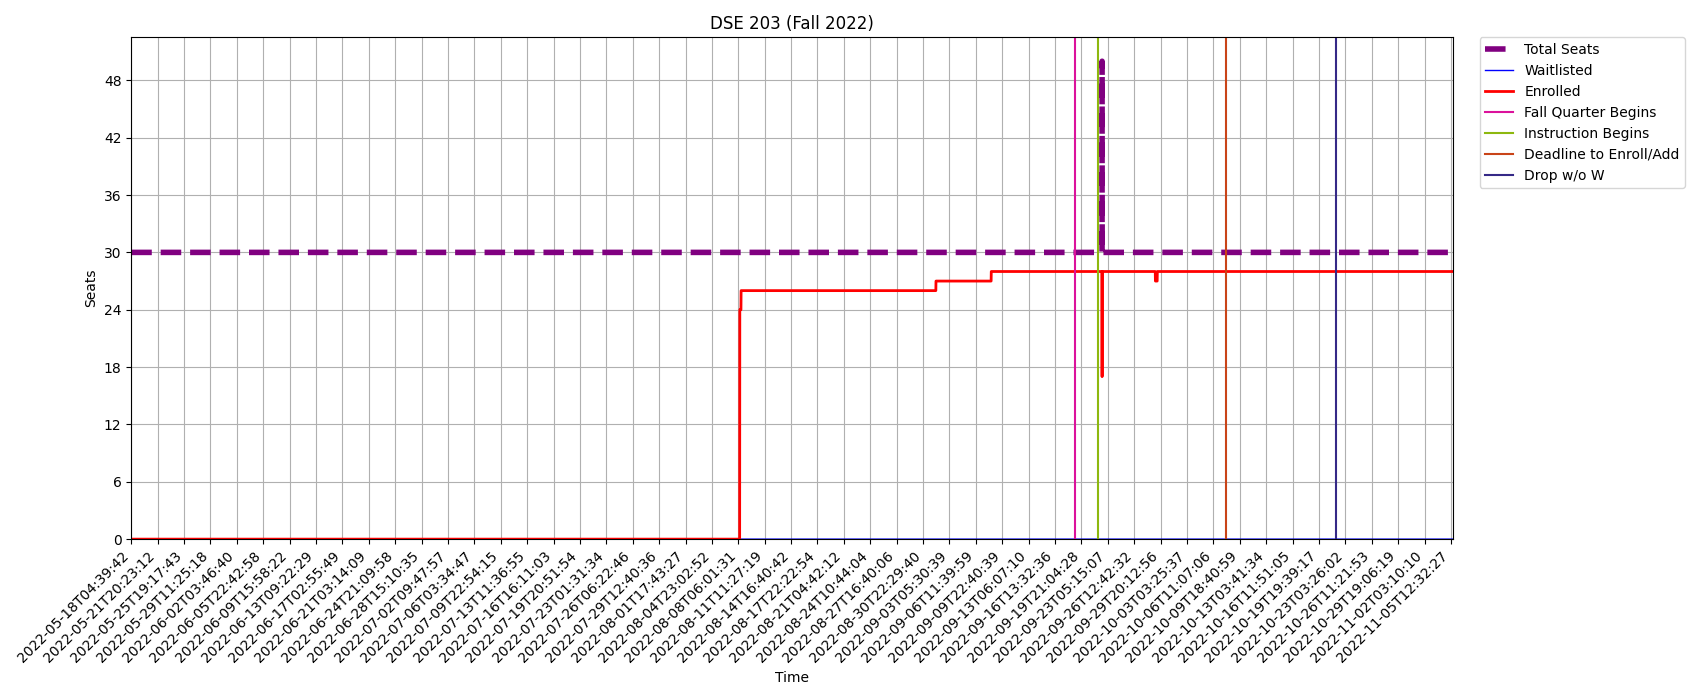 DSE 203 (Fall 2022)
Total Seats
Waitlisted
Enrolled
Fall Quarter Begins
Instruction Begins
Deadline to Enroll/Add
Drop w/o W
Seats
48
42
36
30
24
18
12
6
0
2022-05-18T04:39:42
2022-05-21T20:23:12
2022-05-25T19:17:43
2022-05-29T11:25:18
2022-06-02T03:46:40
2022-06-05T22:42:58
2022-06-09T15:58:22
2022-06-13T09:22:29
2022-06-17T02:55:49
2022-06-21T03:14:09
2022-06-24T21:09:58
2022-06-28T15:10:35
2022-07-02T09:47:57
2022-07-06T03:34:47
2022-07-09T22:54:15
2022-07-13T11:36:55
2022-07-16T16:11:03
2022-07-19T20:51:54
2022-07-23T01:31:34
2022-07-26T06:22:46
2022-07-29T12:40:36
2022-08-01T17:43:27
2022-08-04T23:02:52
2022-08-08T06:01:31
2022-08-11T11:27:19
2022-08-14T16:40:42
2022-08-17T22:22:54
2022-08-21T04:42:12
2022-08-24T10:44:04
2022-08-27T16:40:06
2022-08-30T22:29:40
2022-09-03T05:30:39
2022-09-06T11:39:59
2022-09-09T22:40:39
2022-09-13T06:07:10
2022-09-16T13:32:36
2022-09-19T21:04:28
2022-09-23T05:15:07
2022-09-26T12:42:32
2022-09-29T20:12:56
2022-10-03T03:25:37
2022-10-06T11:07:06
2022-10-09T18:40:59
2022-10-13T03:41:34
2022-10-16T11:51:05
2022-10-19T19:39:17
2022-10-23T03:26:02
2022-10-26T11:21:53
2022-10-29T19:06:19
2022-11-02T03:10:10
2022-11-05T12:32:27
Time